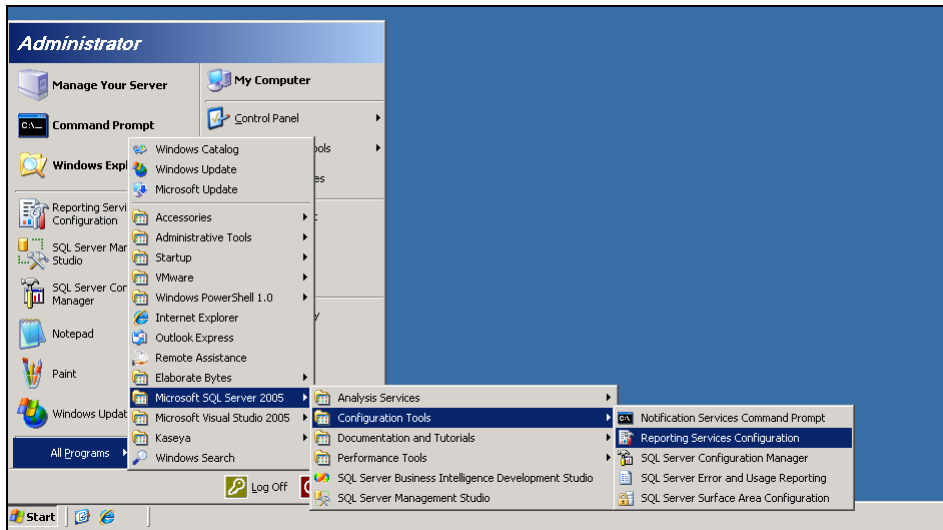 Administrator
Manage Your Server
My Computer
C:\_
Command Prompt
Control Panel
Windows Expl
ools
es
Reporting Servi
Configuration
SQL Server Man
Studio
SQL Server Con
Manager
Notepad
Paint
Windows Updat
All Programs
Windows Catalog
Windows Update
Microsoft Update
Accessories
Administrative Tools
Startup
VMware
Windows PowerShell 1.0
Internet Explorer
Outlook Express
Remote Assistance
Elaborate Bytes
Microsoft SQL Server 2005
Microsoft Visual Studio 2005
Kaseya
Windows Search
Log Off
Analysis Services
Configuration Tools
Documentation and Tutorials
Performance Tools
SQL Server Business Intelligence Development Studio
SQL Server Management Studio
Notification Services Command Prompt
Reporting Services Configuration
SQL Server Configuration Manager
SQL Server Error and Usage Reporting
SQL Server Surface Area Configuration
Start